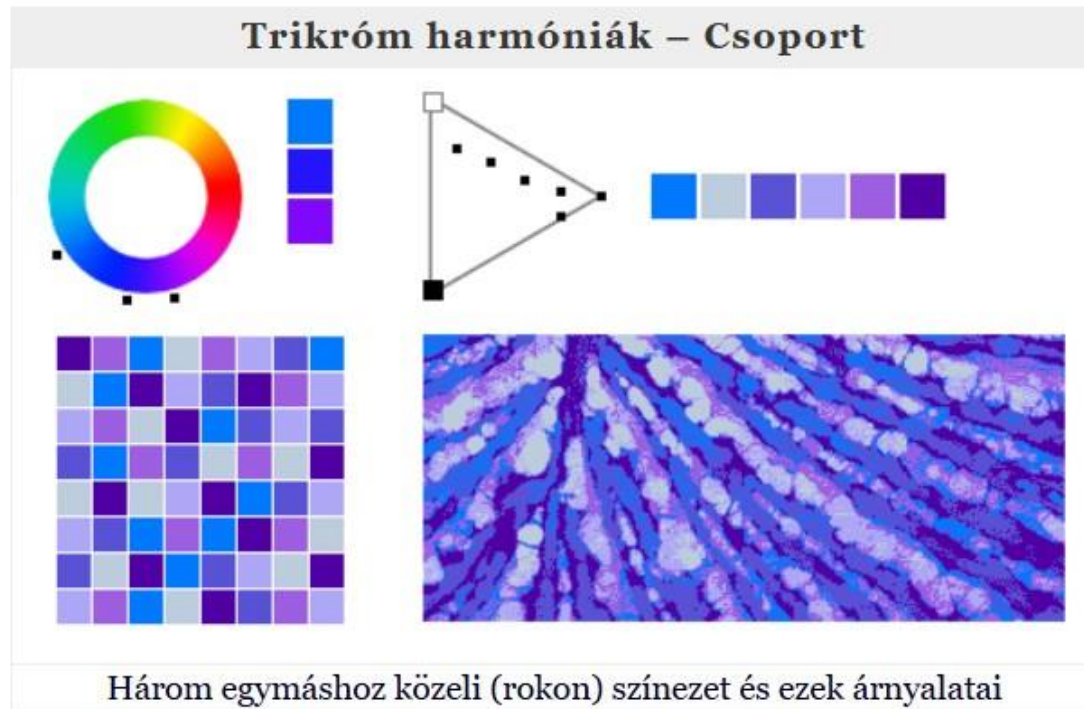 Trikróm harmóniák – Csoport
Három egymáshoz közeli (rokon) színezet és ezek árnyalatai